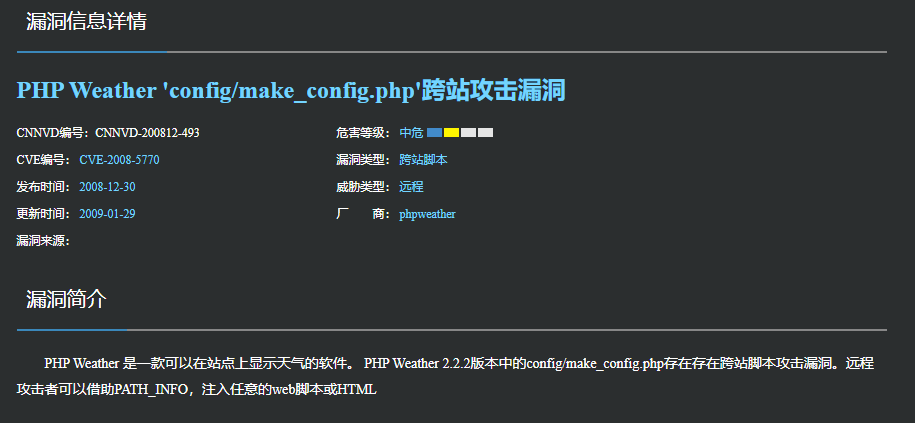 漏洞信息详情
PHP Weather 'config/make_config.php'跨站攻击漏洞
CNNVD编号：CNNVD-200812-493
危害等级： 中危
CVE编号： CVE-2008-5770
漏洞类型： 跨站脚本
发布时间： 2008-12-30
威胁类型： 远程
更新时间： 2009-01-29
厂 商： phpweather
漏洞来源：
漏洞简介
PHP Weather 是一款可以在站点上显示天气的软件。 PHP Weather 2.2.2版本中的config/make_config.php存在存在跨站脚本攻击漏洞。远程
攻击者可以借助PATH_INFO，注入任意的web脚本或HTML